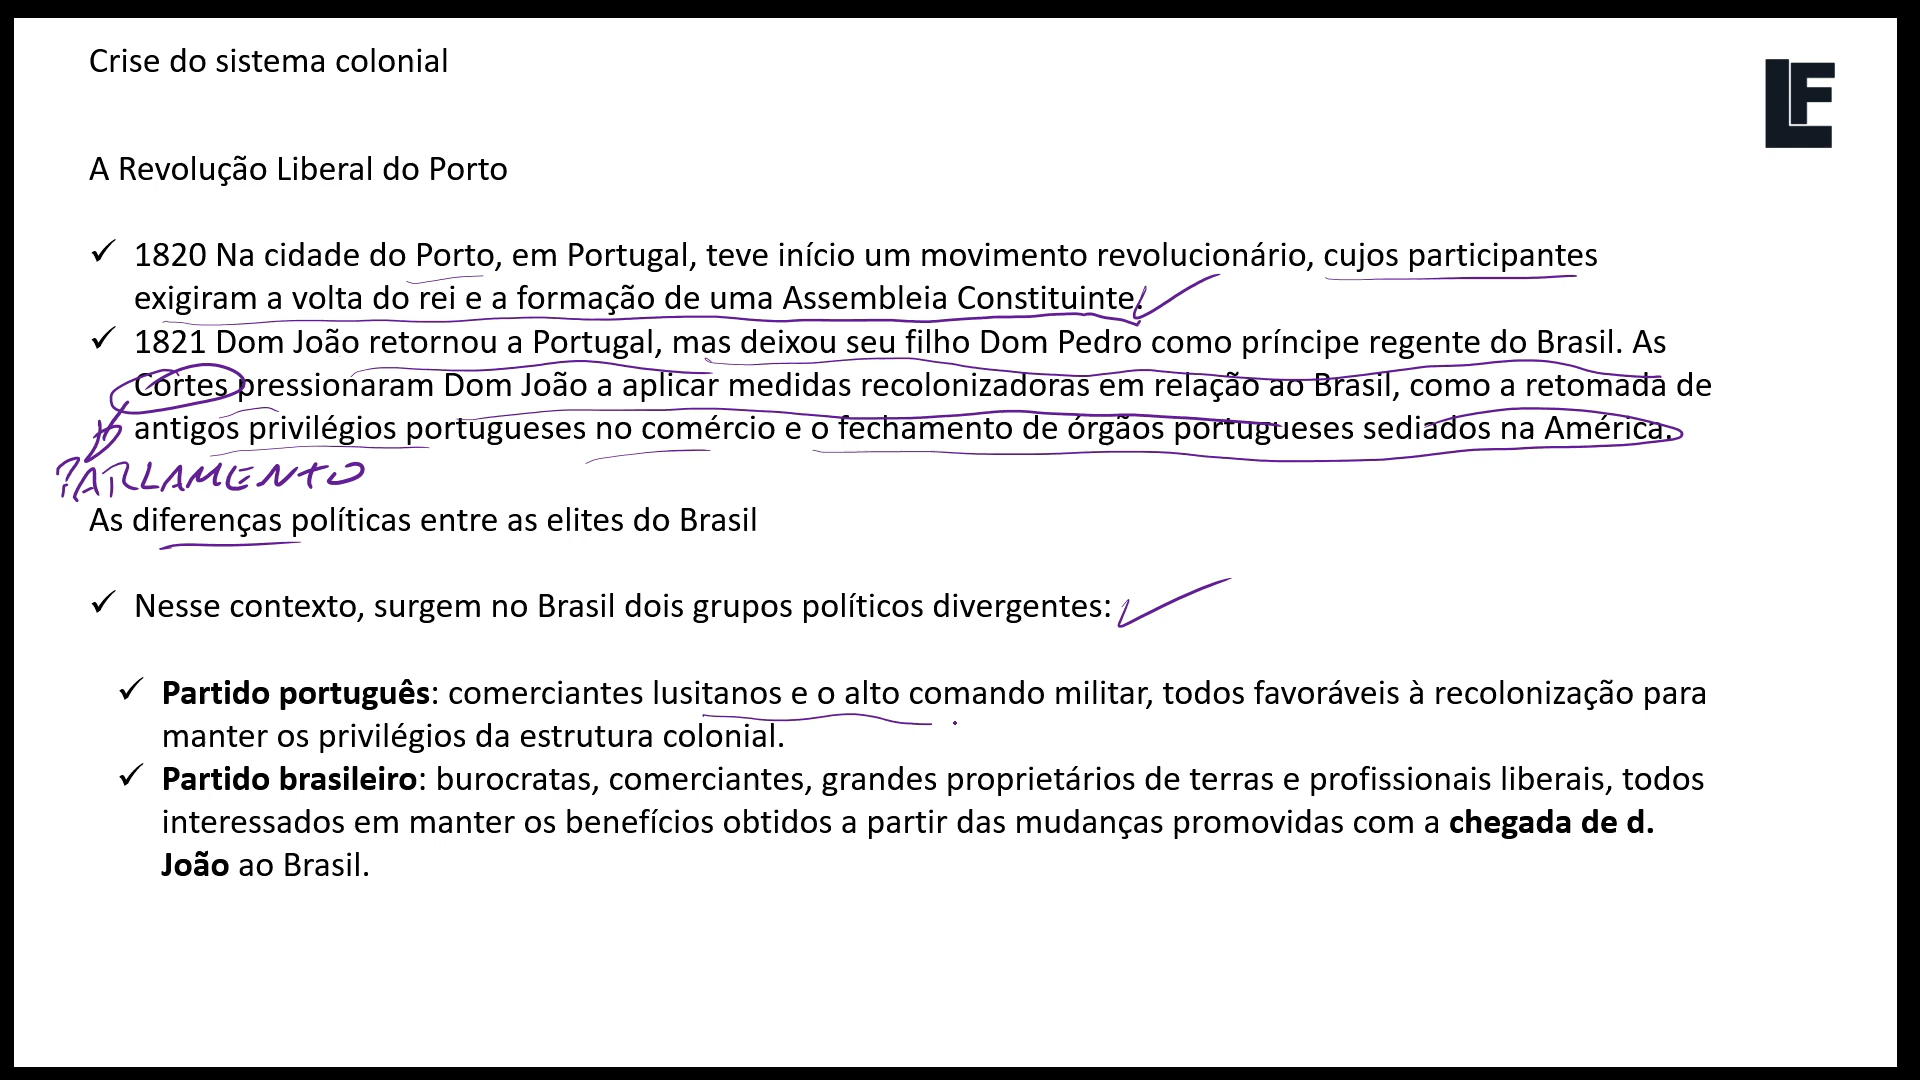 Crise do sistema colonial
LE
A Revolução Liberal do Porto
✓ 1820 Na cidade do Porto, em Portugal, teve início um movimento revolucionário, cujos participantes
exigiram a volta do rei e a formação de uma Assembleia Constituinte.
✓ 1821 Dom João retornou a Portugal, mas deixou seu filho Dom Pedro como príncipe regente do Brasil. As
Cortes pressionaram Dom João a aplicar medidas recolonizadoras em relação ao Brasil, como a retomada de
antigos privilégios portugueses no comércio e o fechamento de órgãos portugueses sediados na América.
PARLAMENTO
As diferenças políticas entre as elites do Brasil
✓ Nesse contexto, surgem no Brasil dois grupos políticos divergentes:
✓ Partido português: comerciantes lusitanos e o alto comando militar, todos favoráveis à recolonização para
manter os privilégios da estrutura colonial.
✓ Partido brasileiro: burocratas, comerciantes, grandes proprietários de terras e profissionais liberais, todos
interessados em manter os benefícios obtidos a partir das mudanças promovidas com a chegada de d.
João ao Brasil.